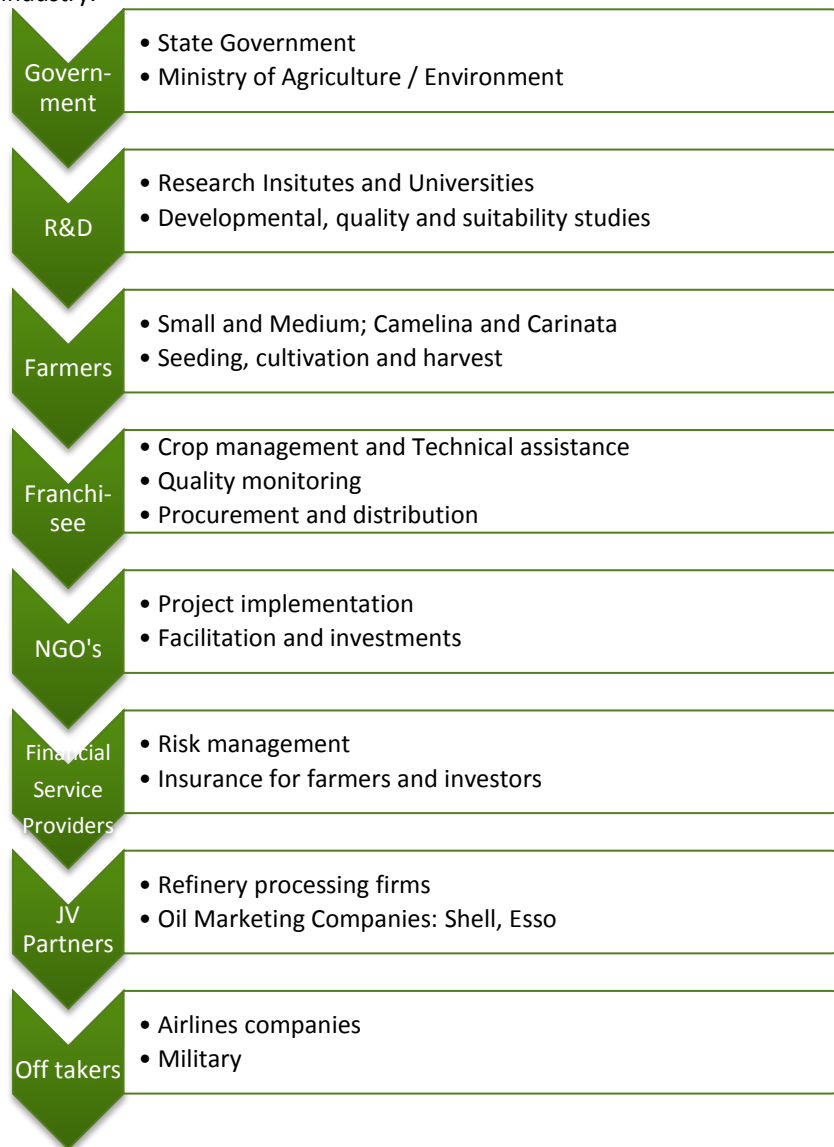 industry.
Govern-
ment
• State Government
• Ministry of Agriculture / Environment
R&D
• Research Insitutes and Universities
• Developmental, quality and suitability studies
Farmers
• Small and Medium; Camelina and Carinata
• Seeding, cultivation and harvest
Franchi-
see
• Crop management and Technical assistance
• Quality monitoring
• Procurement and distribution
NGO's
• Project implementation
• Facilitation and investments
Financial
Service
Providers
• Risk management
• Insurance for farmers and investors
JV
Partners
• Refinery processing firms
• Oil Marketing Companies: Shell, Esso
Off takers
• Airlines companies
• Military